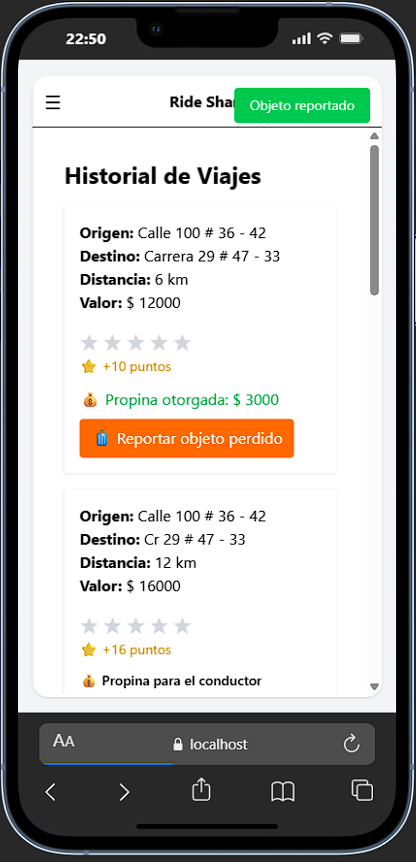 22:50
Ride Shar
Objeto reportado
Historial de Viajes
Origen: Calle 100 # 36 - 42
Destino: Carrera 29 # 47 - 33
Distancia: 6 km
Valor: $ 12000
+10 puntos
Propina otorgada: $ 3000
Reportar objeto perdido
Origen: Calle 100 # 36 - 42
Destino: Cr 29 # 47 - 33
Distancia: 12 km
Valor: $ 16000
+16 puntos
Propina para el conductor
AA
localhost